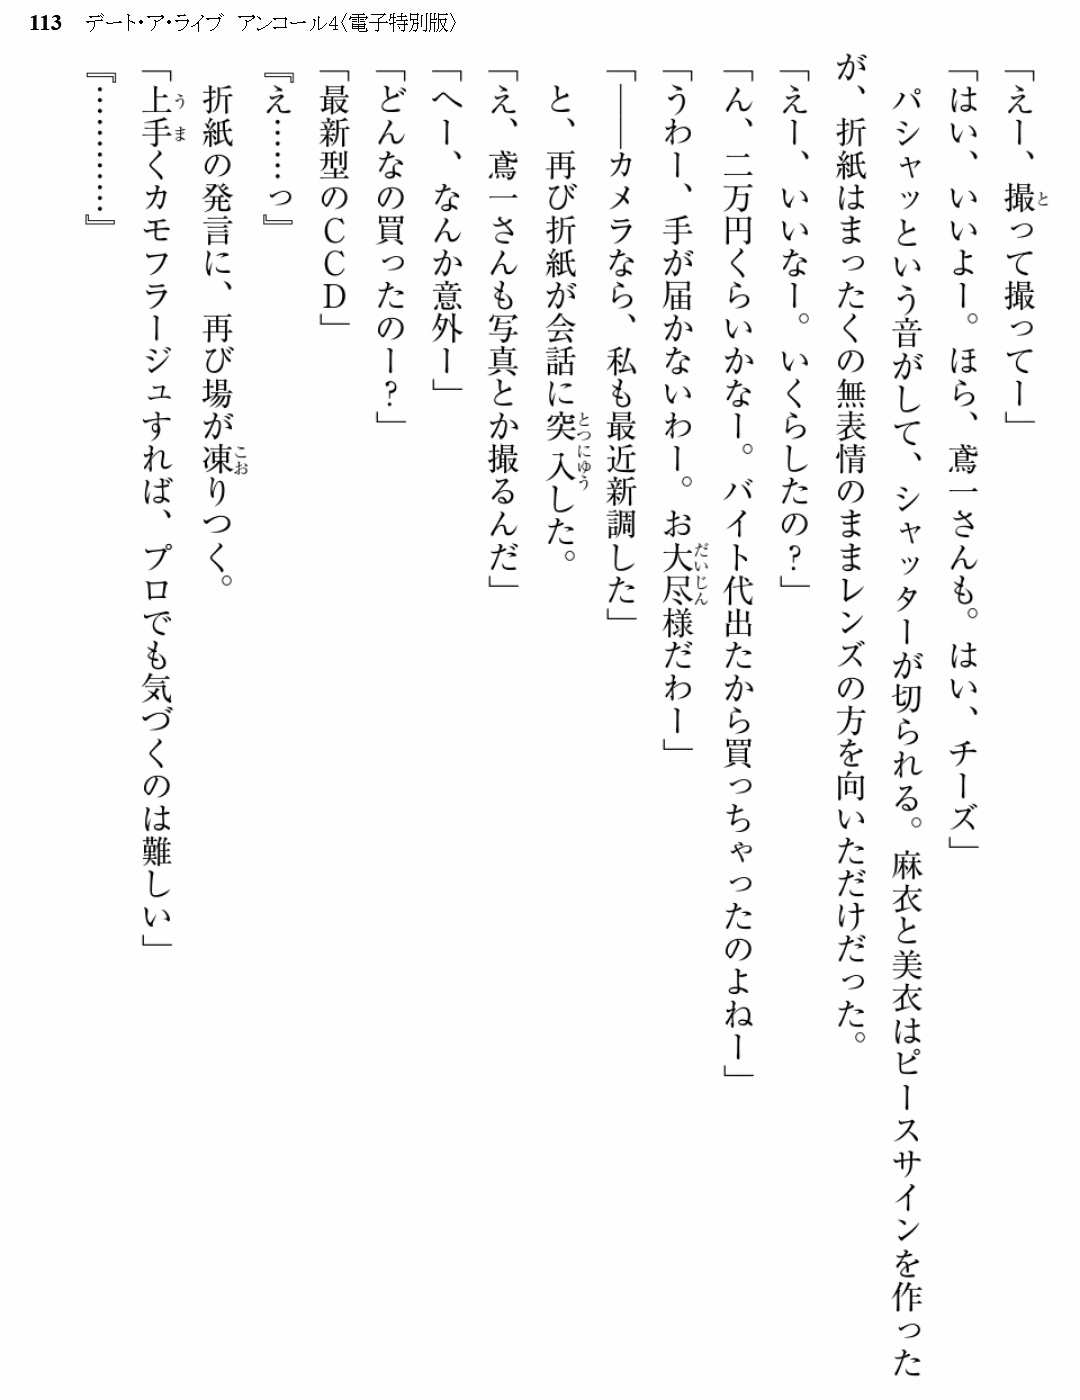 113 デート・ア・ライブ アンコール4〈電子特別版〉
「えー、撮って撮ってー」
「はい、いいよー。ほら、鳶一さんも。はい、チーズ」
　パシャッという音がして、シャッターが切られる。麻衣と美衣はピースサインを作った
が、折紙はまったくの無表情のままレンズの方を向いただけだった。
「えー、いいなー。いくらしたの？」
「ん、二万円くらいかなー。バイト代出たから買っちゃったのよねー」
「うわー、手が届かないわー。お大尽様だわー」
「――カメラなら、私も最近新調した」
　と、再び折紙が会話に突入した。
「え、鳶一さんも写真とか撮るんだ」
「へー、なんか意外ー」
「どんなの買ったのー？」
「最新型のＣＣＤ」
『え……っ』
　折紙の発言に、再び場が凍りつく。
「上手くカモフラージュすれば、プロでも気づくのは難しい」
『…………』